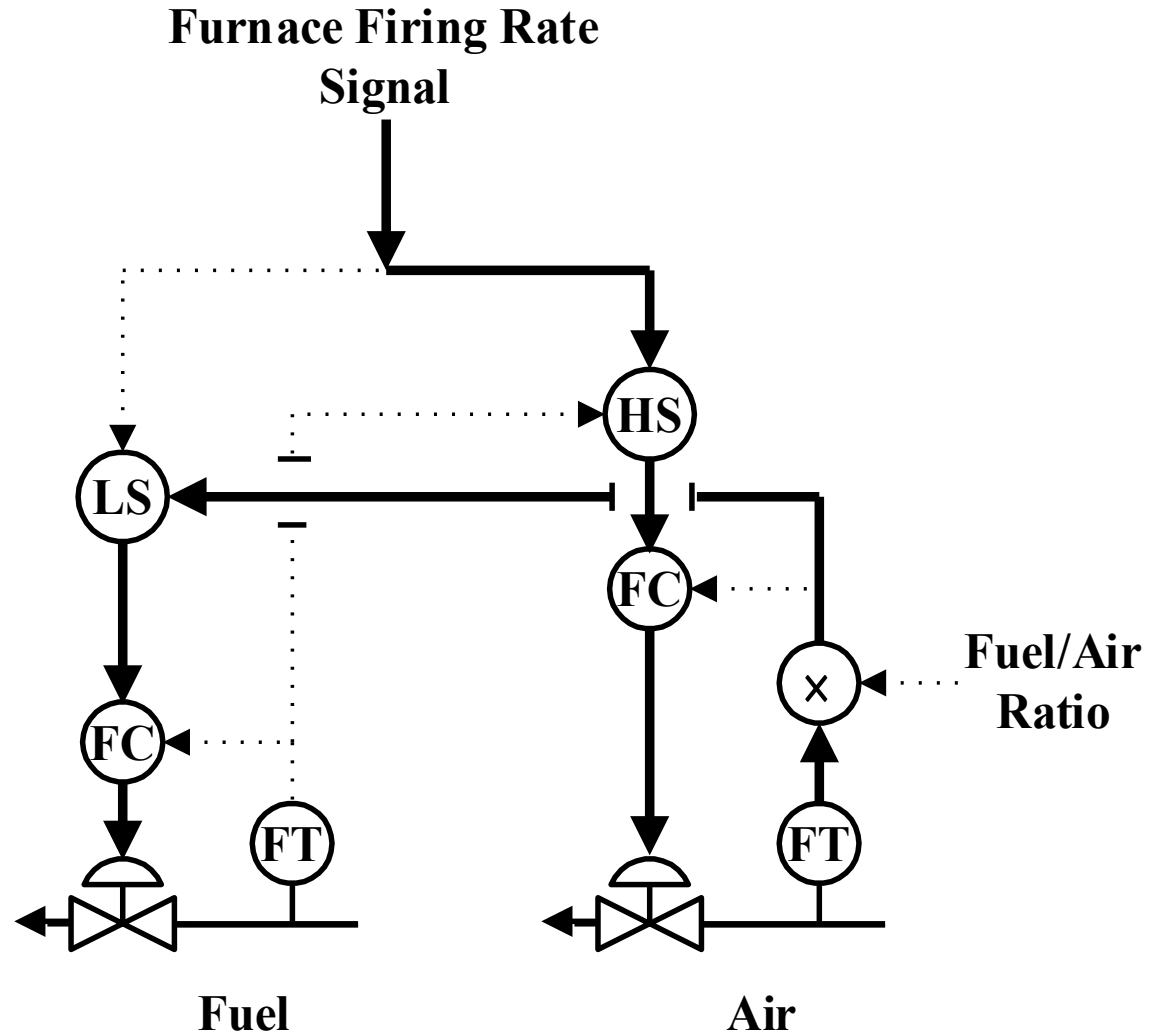 Furnace Firing Rate
Signal
HS
LS
FC
Fuel/Air
Ratio
x
FC
FT
FT
Fuel
Air